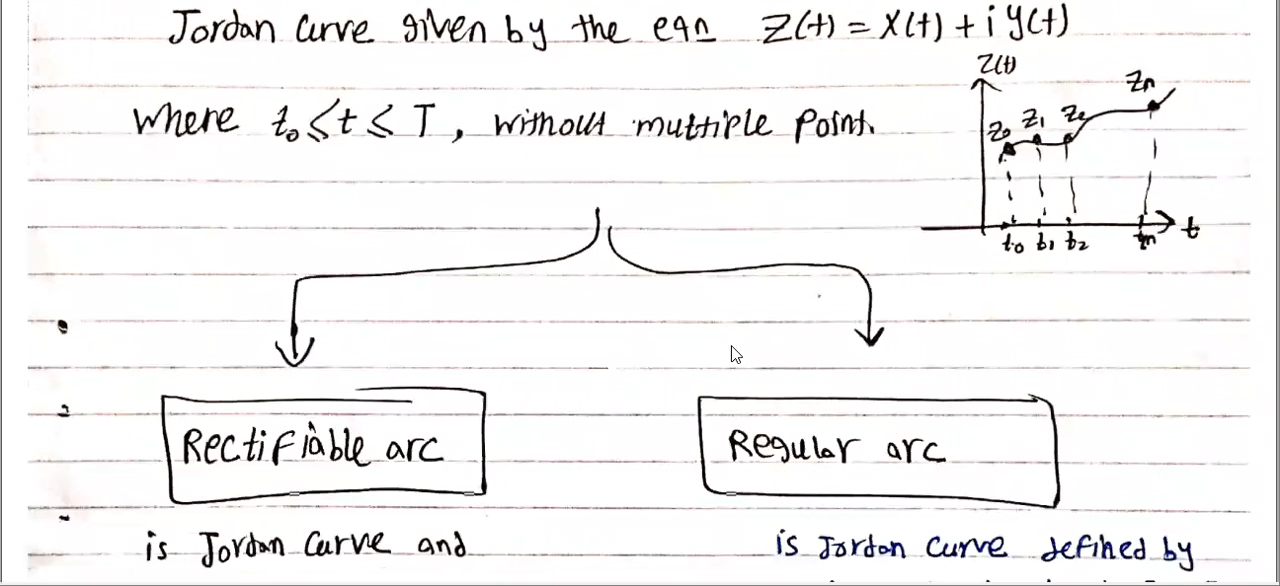 Jordan Curve given by the eqn Z(t) = X(t) + i Y(t)
where t₀ ≤ t ≤ T, without multiple Point.
Z(t)
Z₀ Z₁ Z₂ Zn
t₀ t₁ t₂ tn t
Rectifiable arc
Regular arc
is Jordan Curve and
is Jordan Curve defined by